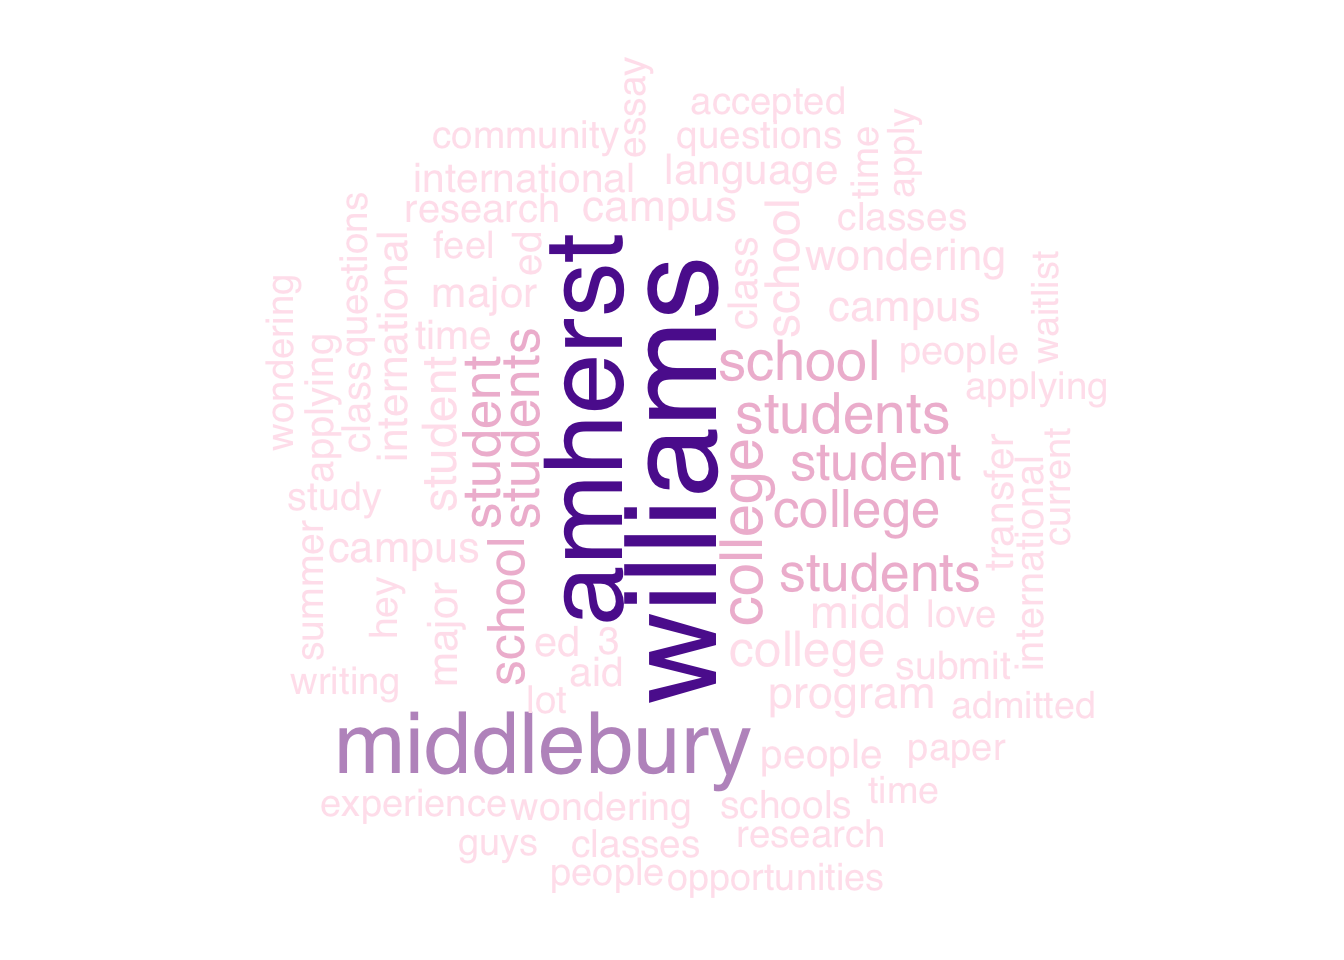 essay
accepted
community
questions
time
apply
international
language
research
campus
classes
class questions
international
feel
ed
amherst
williams
class
school
wondering
wondering
major
campus
waitlist
applying
time
student
student
students
school
people
students
applying
college
student
study
college
transfer
international
current
summer
campus
school
students
hey
major
midd
love
ed
3
college
submit
writing
aid
program
lot
admitted
middlebury
people
paper
experience
wondering
schools
time
guys
classes
research
people
opportunities